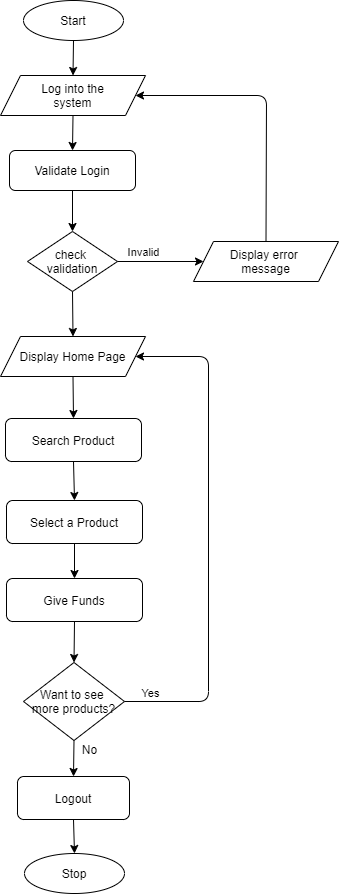 Start
Log into the
system
Validate Login
check
validation
Invalid
Display error
message
Display Home Page
Search Product
Select a Product
Give Funds
Want to see
more products?
Yes
No
Logout
Stop